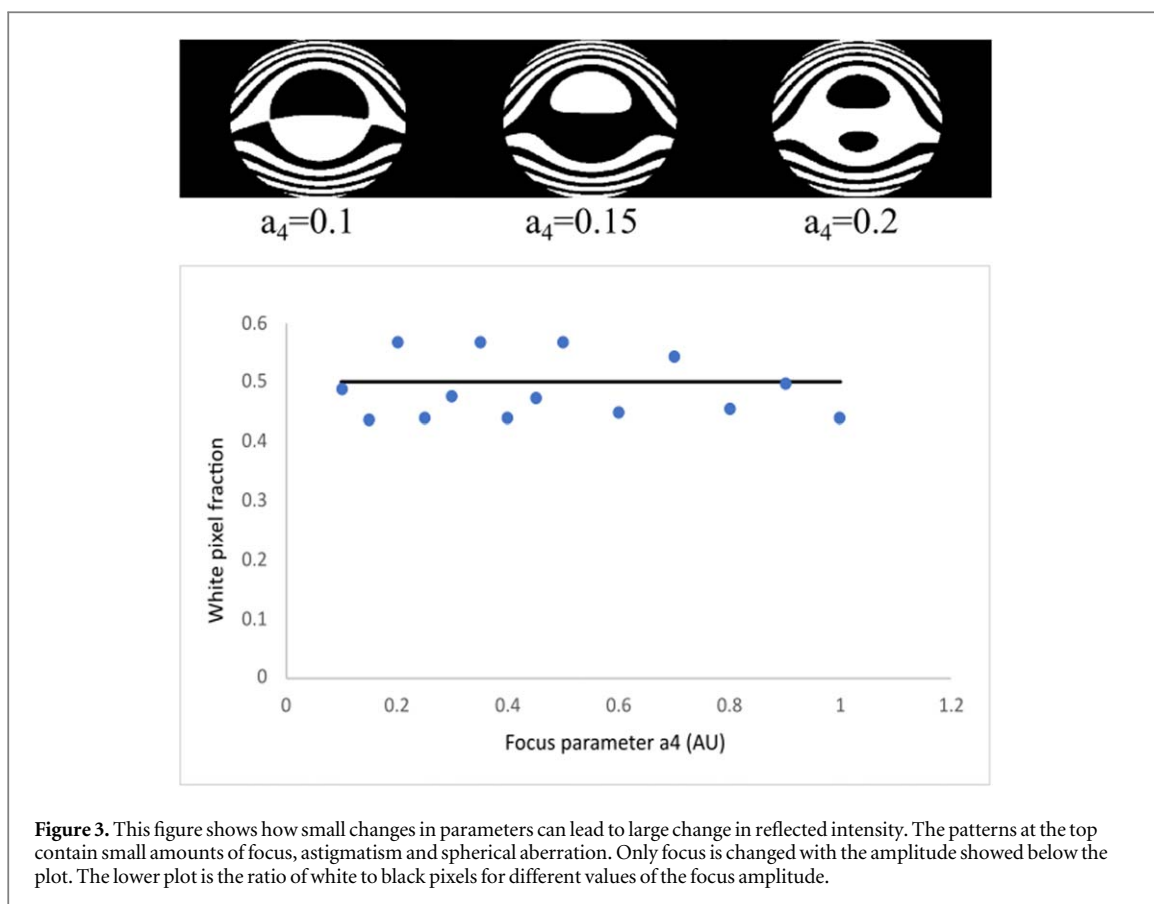 a₄=0.1 a₄=0.15 a₄=0.2
0.6
0.5
0.4
0.3
0.2
0.1
0
White pixel fraction
0 0.2 0.4 0.6 0.8 1 1.2
Focus parameter a4 (AU)
Figure 3. This figure shows how small changes in parameters can lead to large change in reflected intensity. The patterns at the top
contain small amounts of focus, astigmatism and spherical aberration. Only focus is changed with the amplitude showed below the
plot. The lower plot is the ratio of white to black pixels for different values of the focus amplitude.